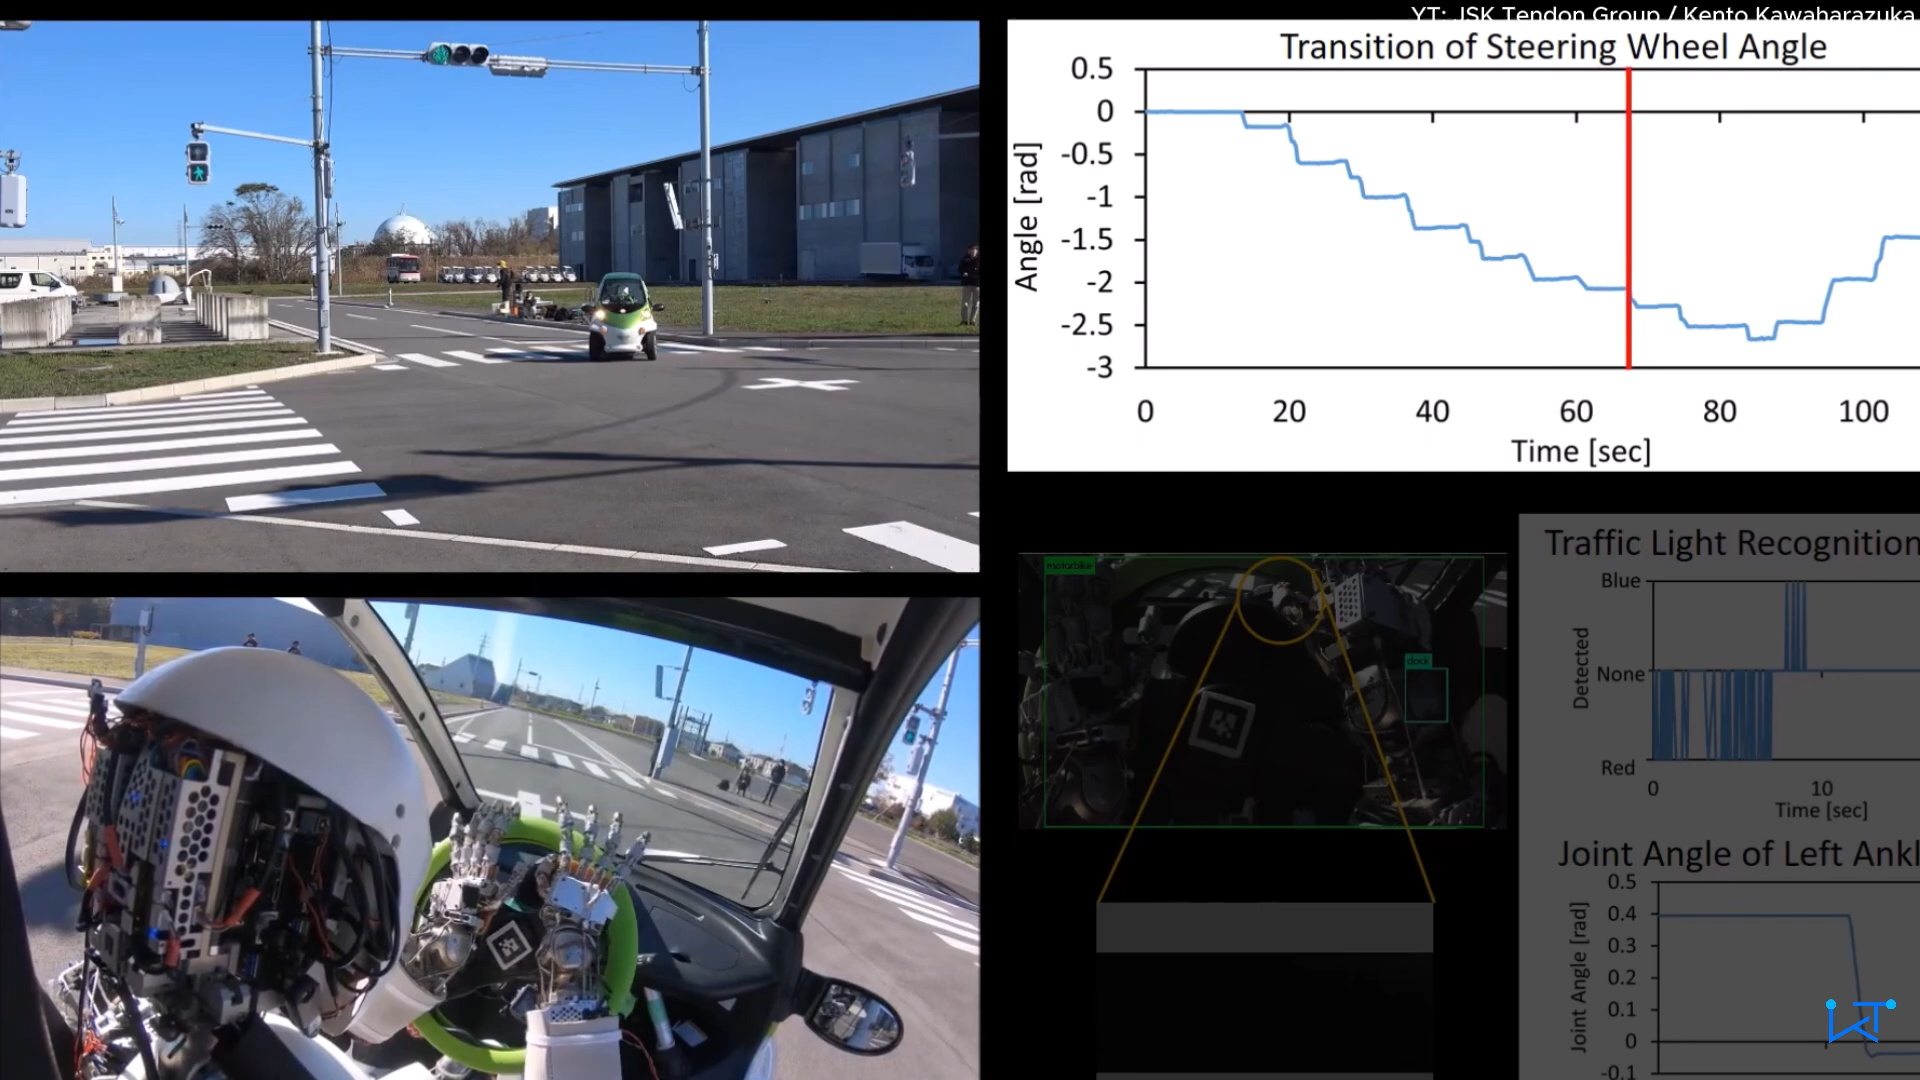 YT: JSK Tendon Group / Kento Kawaharazuka
Transition of Steering Wheel Angle
Angle [rad]
0.5
0
-0.5
-1
-1.5
-2
-2.5
-3
0 20 40 60 80 100
Time [sec]
motorbike
clock
Traffic Light Recognition
Detected
Blue
None
Red
0 10
Time [sec]
Joint Angle of Left Ankl
Joint Angle [rad]
0.5
0.4
0.3
0.2
0.1
0
-0.1